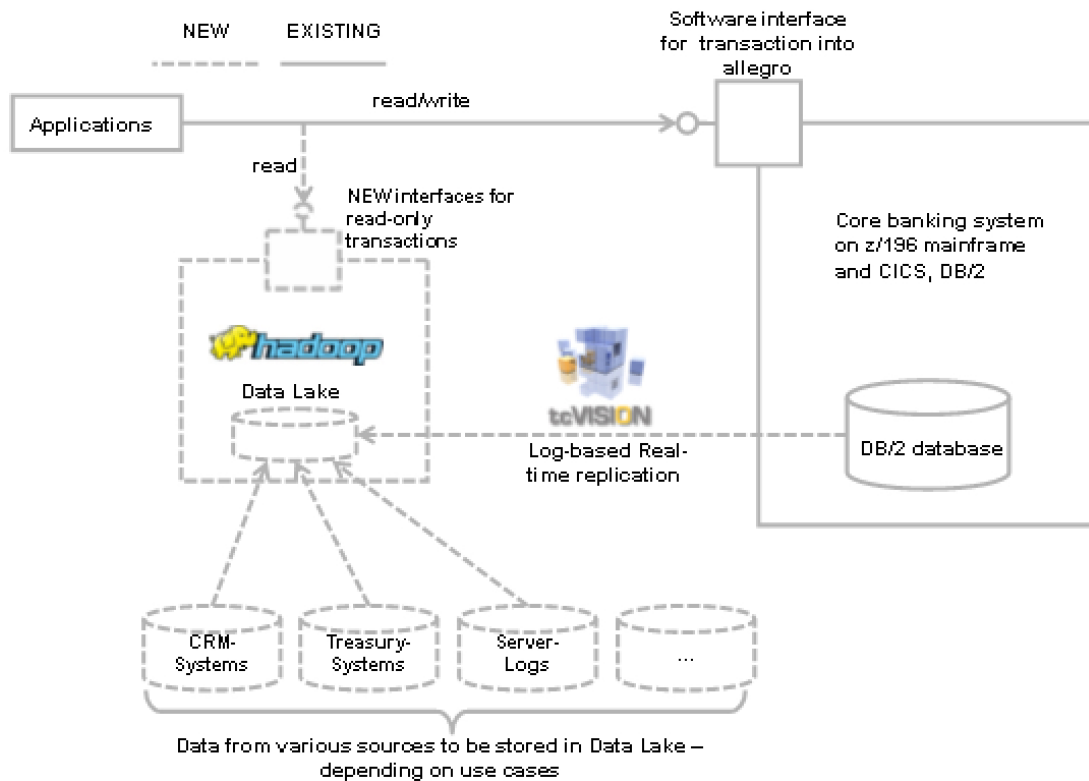 NEW
EXISTING
Software interface
for transaction into
allegro
Applications
read/write
read
NEW interfaces for
read-only
transactions
Core banking system
on z/196 mainframe
and CICS, DB/2
hadoop
Data Lake
tcVISION
Log-based Real-
time replication
DB/2 database
CRM-
Systems
Treasury-
Systems
Server-
Logs
...
Data from various sources to be stored in Data Lake –
depending on use cases